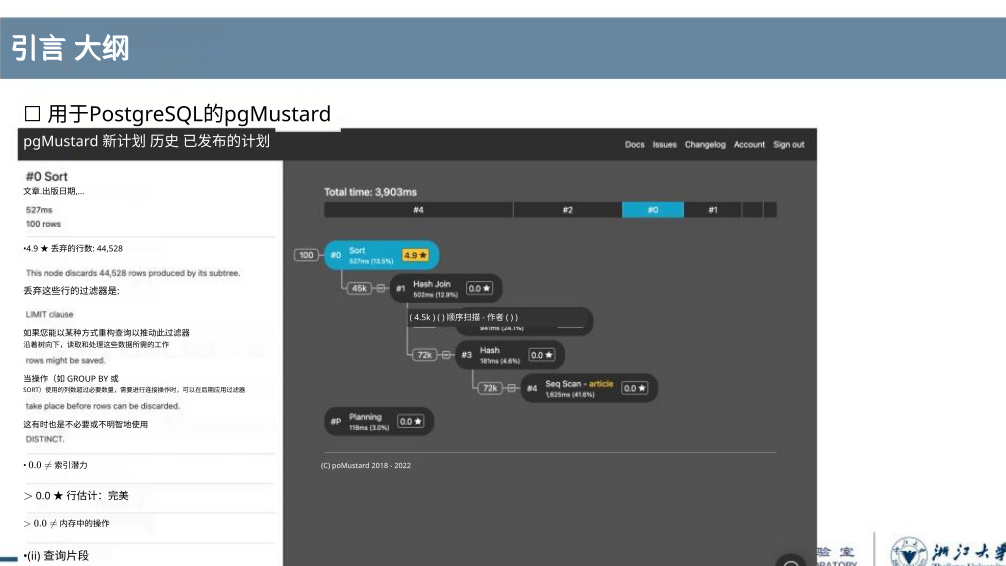 引言 大纲
☐ 用于PostgreSQL的pgMustard
pgMustard 新计划 历史 已发布的计划
Docs Issues Changelog Account Sign out
#0 Sort
文章.出版日期,...
527ms
100 rows
•4.9 ★ 丢弃的行数: 44,528
This node discards 44,528 rows produced by its subtree.
丢弃这些行的过滤器是:
LIMIT clause
如果您能以某种方式重构查询以推动此过滤器
沿着树向下，读取和处理这些数据所需的工作
rows might be saved.
当操作（如 GROUP BY 或
SORT）使用的列数超过必要数量，需要进行连接操作时，可以在后期应用过滤器
take place before rows can be discarded.
这有时也是不必要或不明智地使用
DISTINCT.
• 0.0 ≠ 索引潜力
> 0.0 ★ 行估计：完美
> 0.0 ≠ 内存中的操作
•(ii) 查询片段
Total time: 3,903ms
#4 #2 #0 #1
100 #0 Sort 4.9 ★
527ms (13.5%)
45k #1 Hash Join 0.0 ★
502ms (12.9%)
( 4.5k ) ( ) 顺序扫描 - 作者 ( ) )
941ms (24.1%)
72k #3 Hash 0.0 ★
181ms (4.6%)
72k #4 Seq Scan - article 0.0 ★
1,625ms (41.6%)
#P Planning 0.0 ★
118ms (3.0%)
(C) poMustard 2018 - 2022
验 室
浙江大学